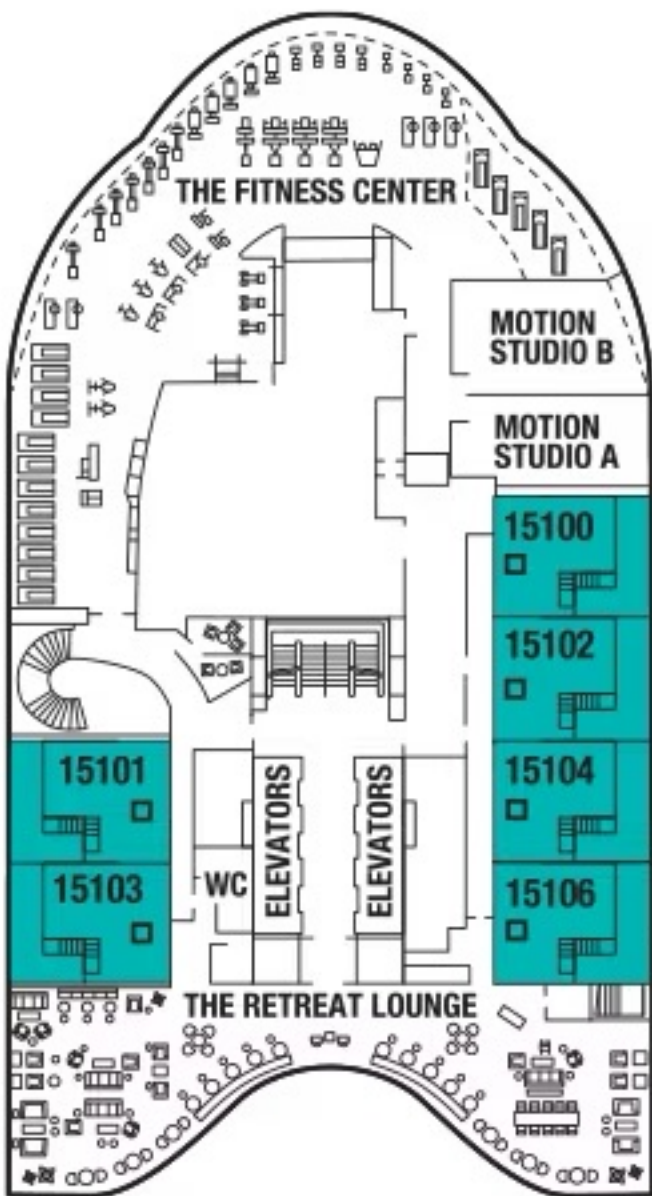 THE FITNESS CENTER
MOTION
STUDIO B
MOTION
STUDIO A
15100
15102
15101
ELEVATORS
ELEVATORS
15104
15103
WC
15106
THE RETREAT LOUNGE